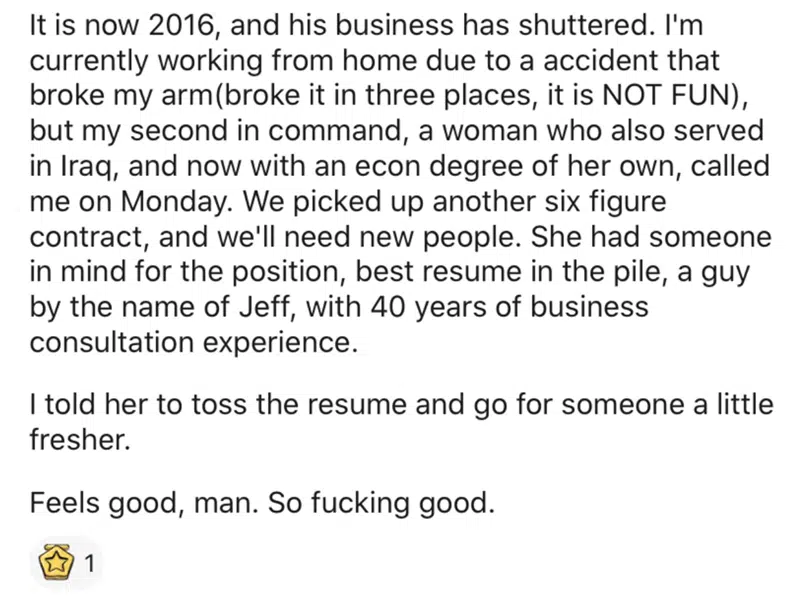 It is now 2016, and his business has shuttered. I'm
currently working from home due to a accident that
broke my arm(broke it in three places, it is NOT FUN),
but my second in command, a woman who also served
in Iraq, and now with an econ degree of her own, called
me on Monday. We picked up another six figure
contract, and we'll need new people. She had someone
in mind for the position, best resume in the pile, a guy
by the name of Jeff, with 40 years of business
consultation experience.
I told her to toss the resume and go for someone a little
fresher.
Feels good, man. So fucking good.
1